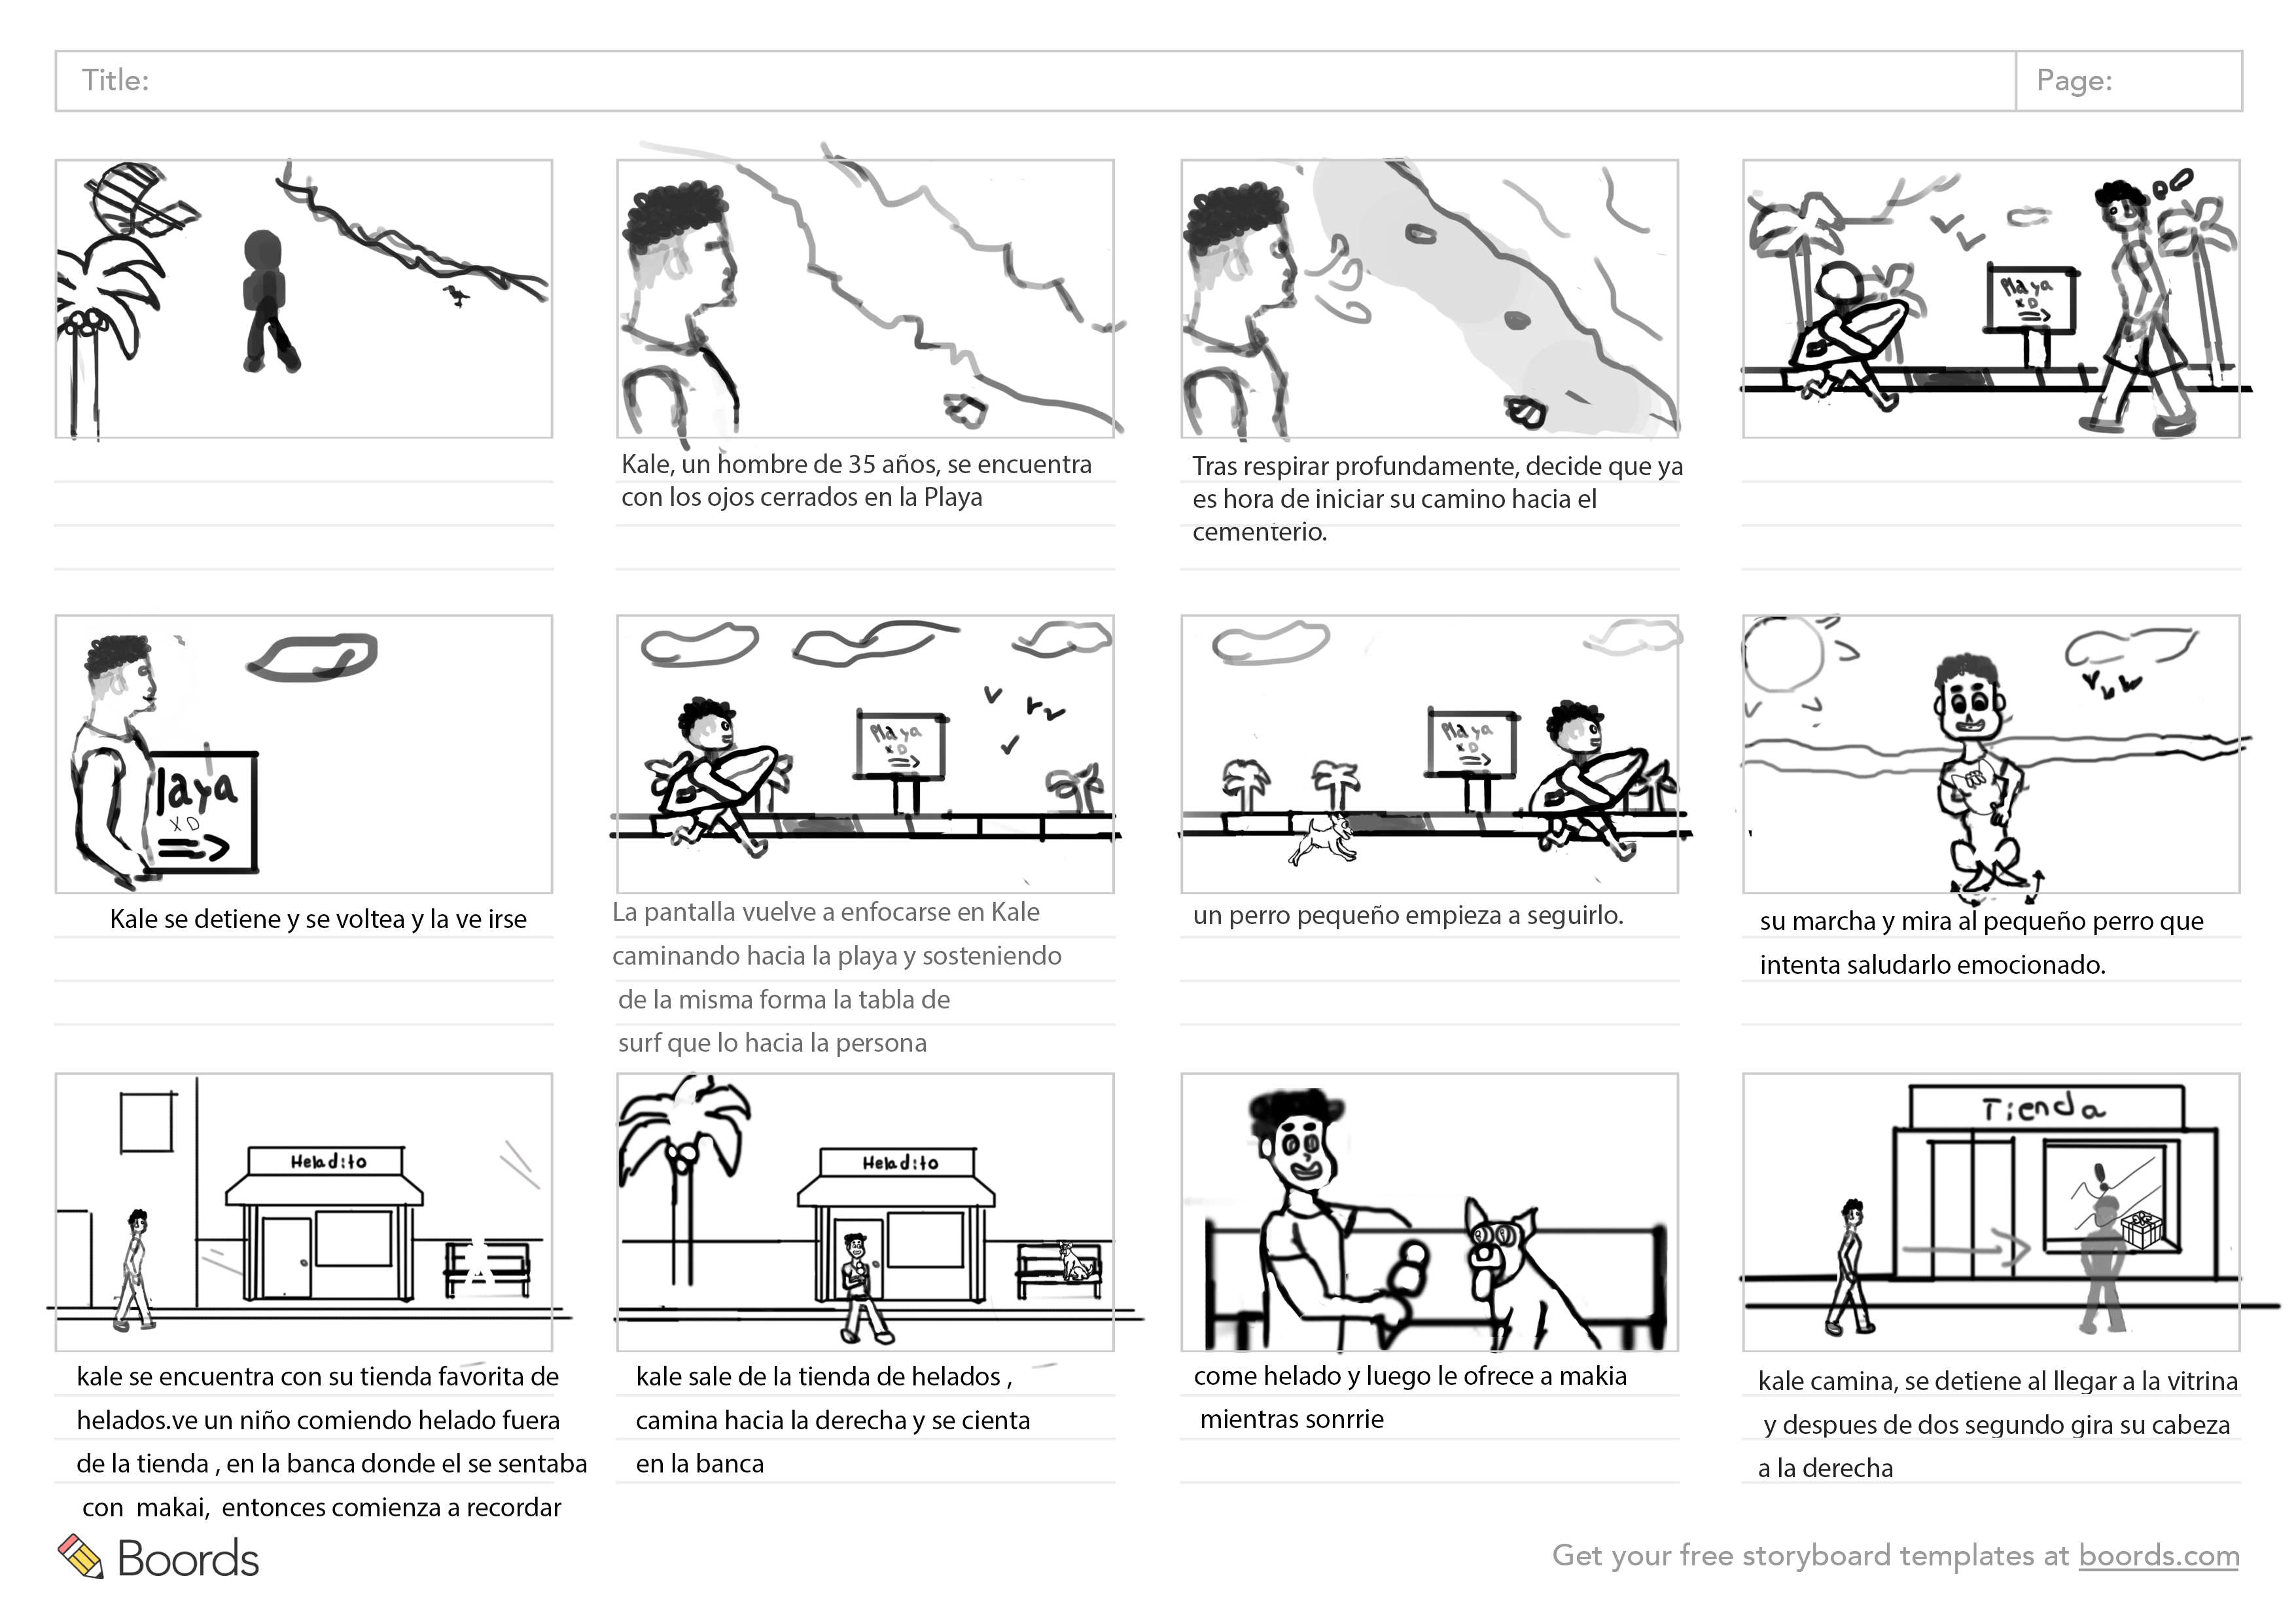 Title:
Page:
Playa
XD
Kale, un hombre de 35 años, se encuentra
con los ojos cerrados en la Playa
Tras respirar profundamente, decide que ya
es hora de iniciar su camino hacia el
cementerio.
laya
XD
Playa
XD
Playa
XD
Kale se detiene y se voltea y la ve irse
La pantalla vuelve a enfocarse en Kale
caminando hacia la playa y sosteniendo
de la misma forma la tabla de
surf que lo hacia la persona
un perro pequeño empieza a seguirlo.
su marcha y mira al pequeño perro que
intenta saludarlo emocionado.
Heladito
Heladito
Tienda
kale se encuentra con su tienda favorita de
helados.ve un niño comiendo helado fuera
de la tienda , en la banca donde el se sentaba
con makai, entonces comienza a recordar
kale sale de la tienda de helados ,
camina hacia la derecha y se cienta
en la banca
come helado y luego le ofrece a makia
mientras sonrrie
kale camina, se detiene al llegar a la vitrina
y despues de dos segundo gira su cabeza
a la derecha
Boords
Get your free storyboard templates at boords.com